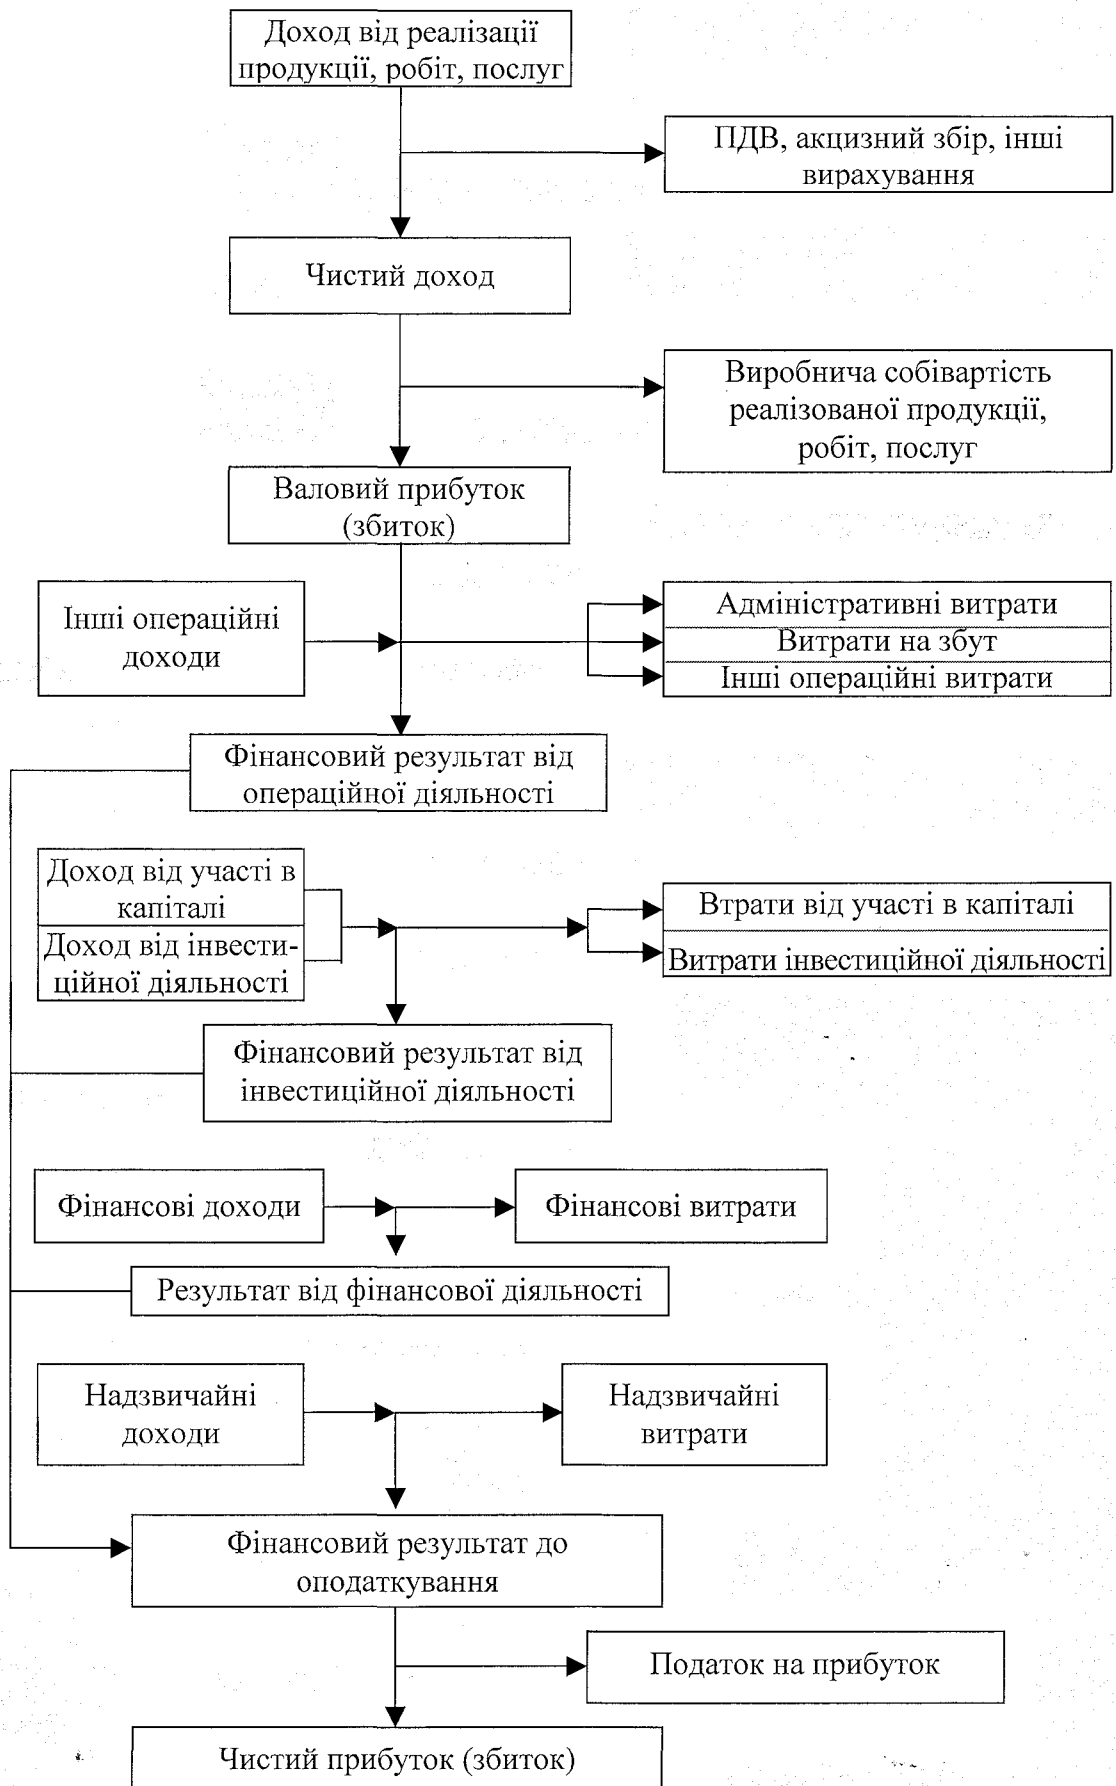 Доход від реалізації
продукції, робіт, послуг
ПДВ, акцизний збір, інші
вирахування
Чистий доход
Виробнича собівартість
реалізованої продукції,
робіт, послуг
Валовий прибуток
(збиток)
Інші операційні
доходи
Адміністративні витрати
Витрати на збут
Інші операційні витрати
Фінансовий результат від
операційної діяльності
Доход від участі в
капіталі
Доход від інвести-
ційної діяльності
Втрати від участі в капіталі
Витрати інвестиційної діяльності
Фінансовий результат від
інвестиційної діяльності
Фінансові доходи
Фінансові витрати
Результат від фінансової діяльності
Надзвичайні
доходи
Надзвичайні
витрати
Фінансовий результат до
оподаткування
Податок на прибуток
Чистий прибуток (збиток)